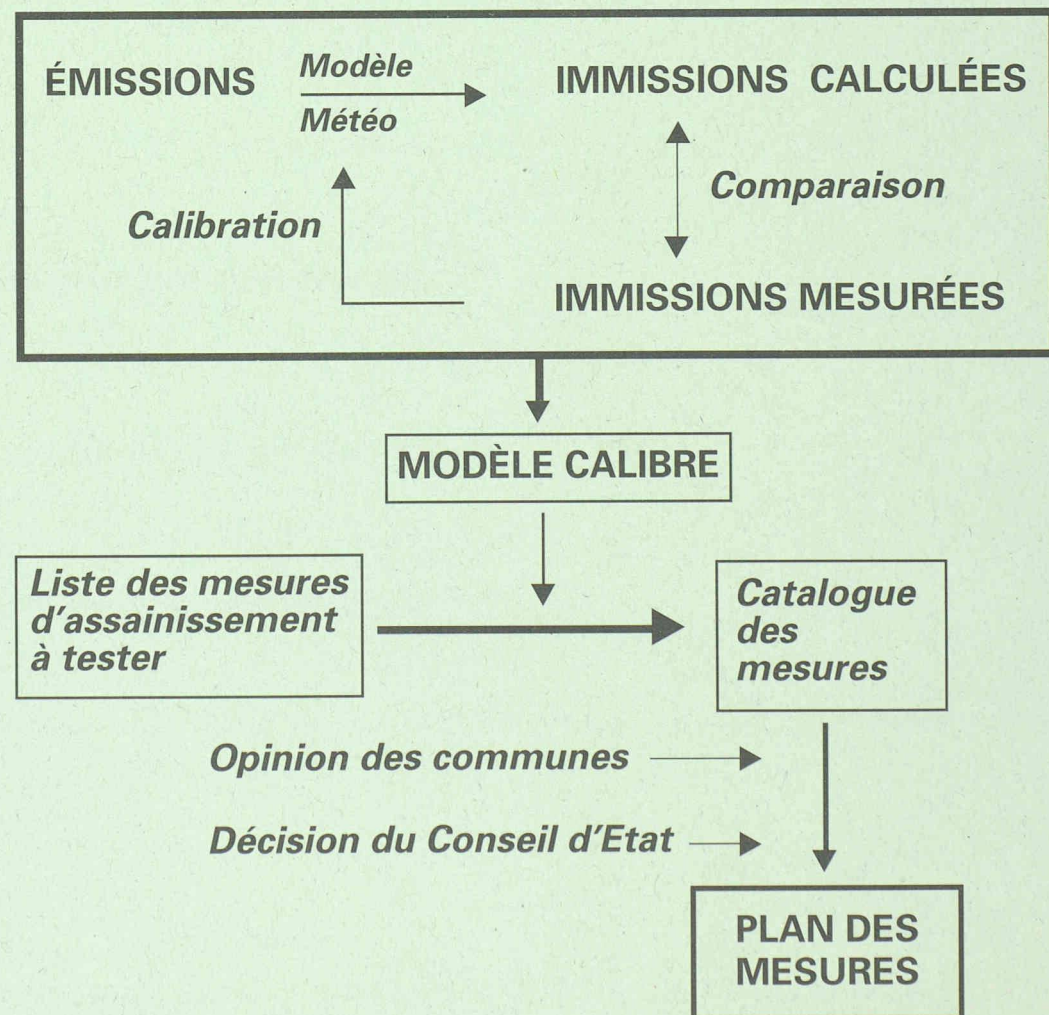 ÉMISSIONS
Modèle
Météo
IMMISSIONS CALCULÉES
Calibration
Comparaison
IMMISSIONS MESURÉES
MODÈLE CALIBRE
Liste des mesures
d'assainissement
à tester
Catalogue
des
mesures
Opinion des communes
Décision du Conseil d'Etat
PLAN DES
MESURES